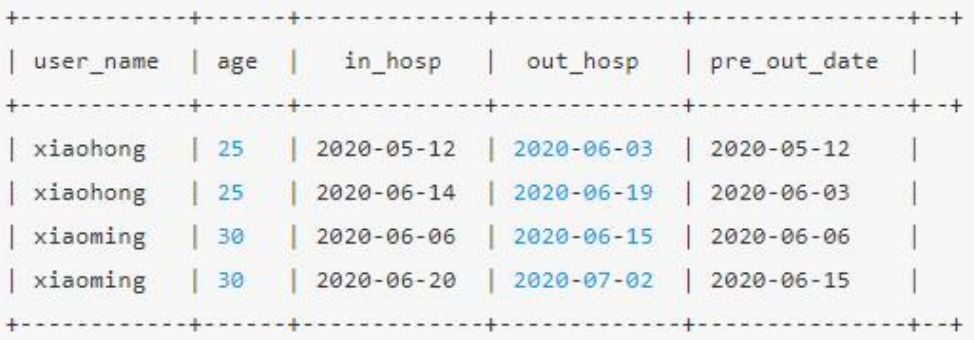 +------------+------+-------------+-------------+---------------+--+
| user_name | age | in_hosp | out_hosp | pre_out_date |
+------------+------+-------------+-------------+---------------+--+
| xiaohong | 25 | 2020-05-12 | 2020-06-03 | 2020-05-12 |
| xiaohong | 25 | 2020-06-14 | 2020-06-19 | 2020-06-03 |
| xiaoming | 30 | 2020-06-06 | 2020-06-15 | 2020-06-06 |
| xiaoming | 30 | 2020-06-20 | 2020-07-02 | 2020-06-15 |
+------------+------+-------------+-------------+---------------+--+